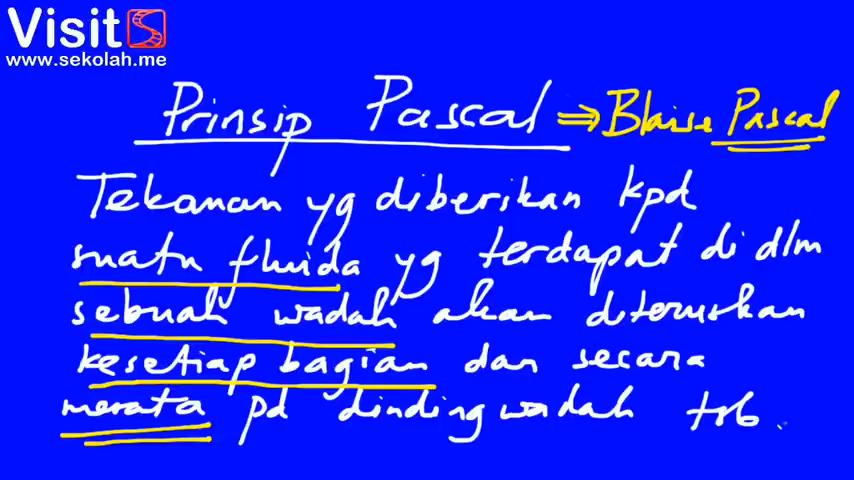 VisitS
www.sekolah.me
Prinsip Pascal ⇒ Blaise Pascal
Tekanan yg diberikan kpd
suatu fluida yg terdapat di dlm
sebuah wadah akan diteruskan
kesetiap bagian dan secara
merata pd dinding wadah tsb.